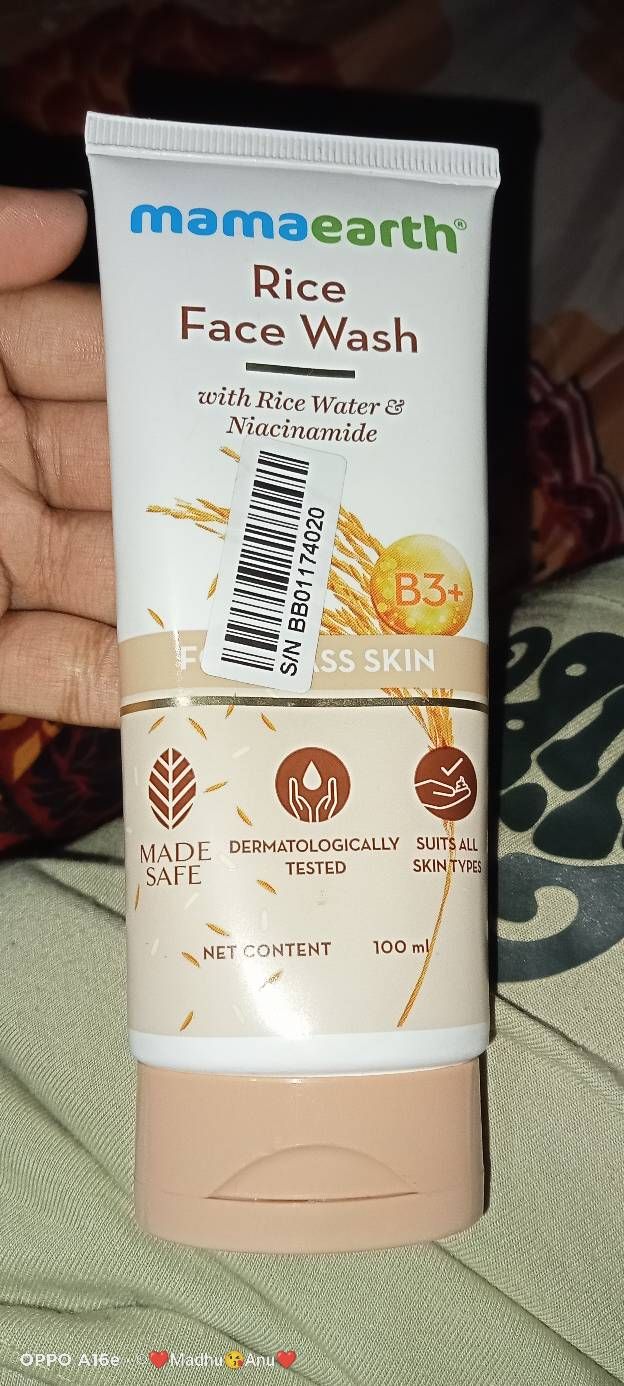 mamaearth®
Rice
Face Wash
with Rice Water &
Niacinamide
S/N BB01174020
B3+
SKIN
MADE
SAFE
DERMATOLOGICALLY
TESTED
SUITS ALL
SKIN TYPES
NET CONTENT 100 ml
OPPO A16e · ©❤️Madhu😘Anu❤️